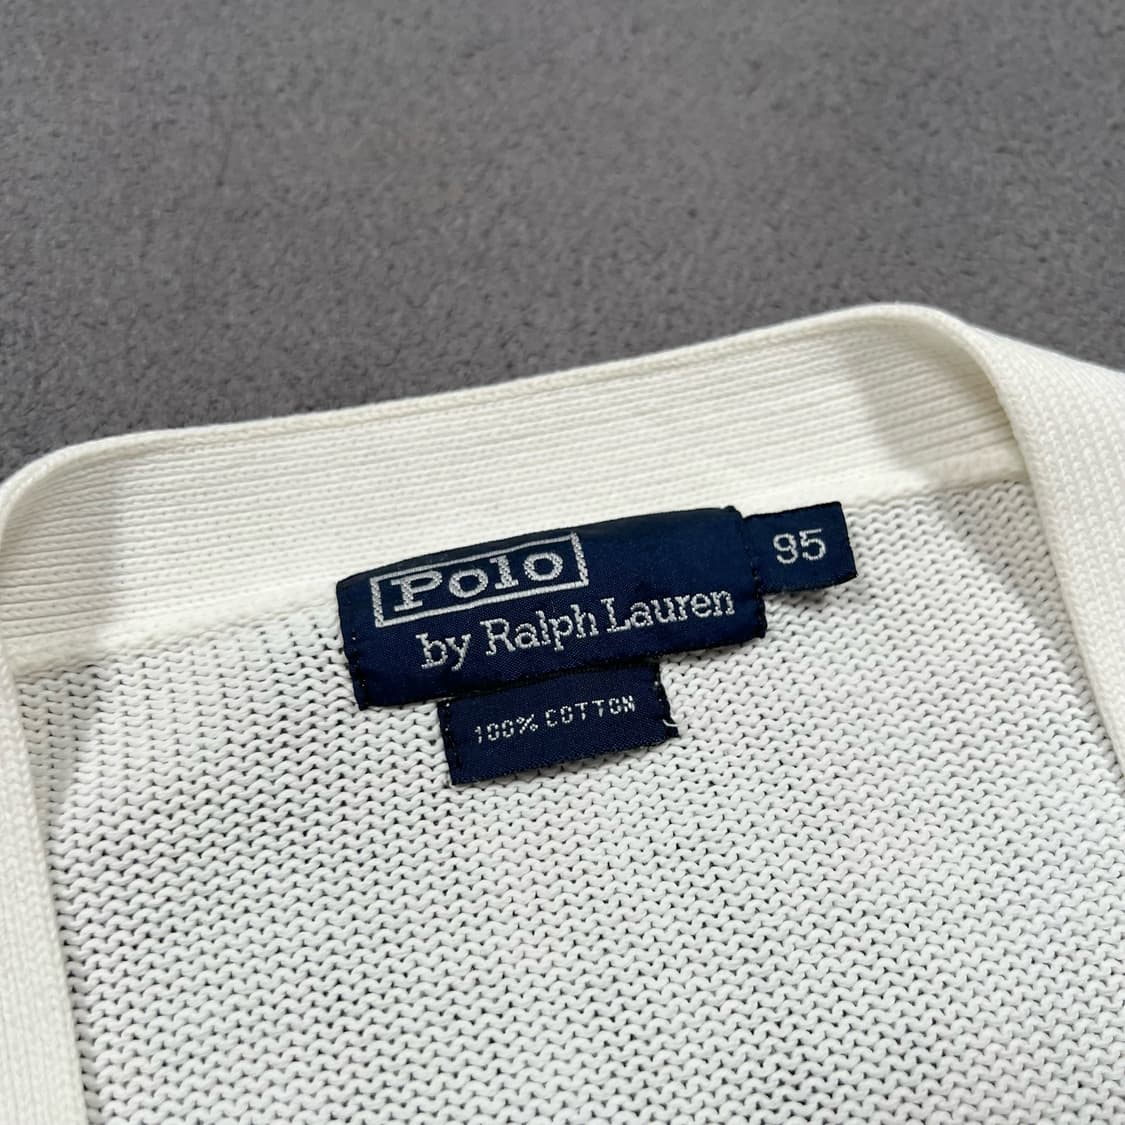 Polo
by Ralph Lauren
95
100% COTTON